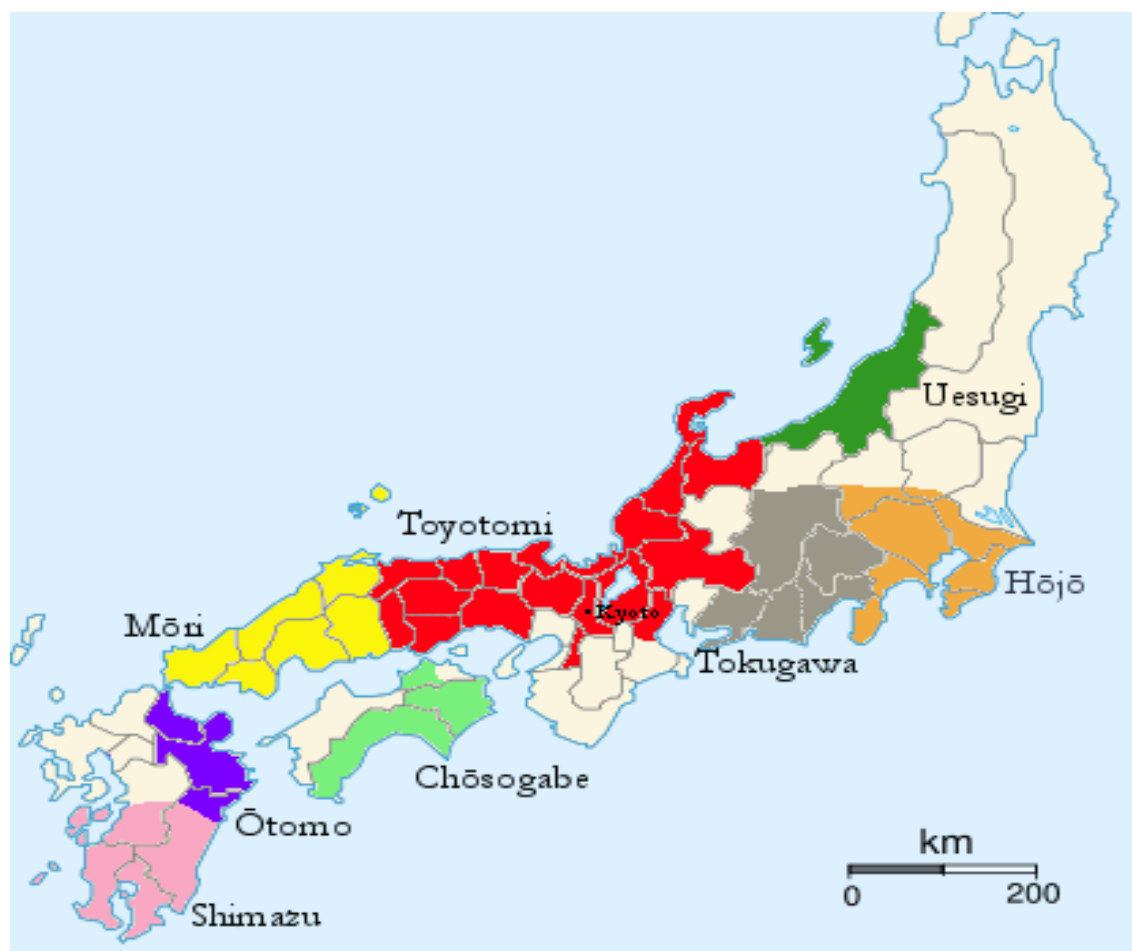 Uesugi
Toyotomi
Hōjō
Kyoto
Mōri
Tokugawa
Chōsogabe
Ōtomo
km
0 200
Shimazu